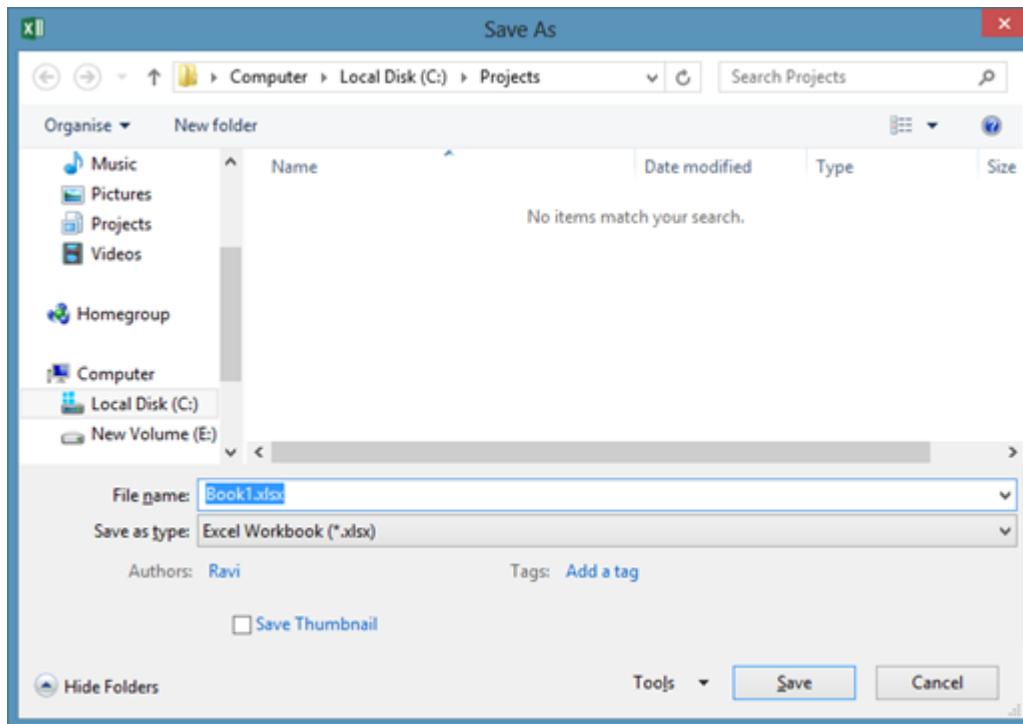 Save As
Computer Local Disk (C:) Projects Search Projects
Organise New folder
Music
Pictures
Projects
Videos
Homegroup
Computer
Local Disk (C:)
New Volume (E:)
Name Date modified Type Size
No items match your search.
File name: Book1.xlsx
Save as type: Excel Workbook (*.xlsx)
Authors: Ravi Tags: Add a tag
Save Thumbnail
Hide Folders Tools Save Cancel